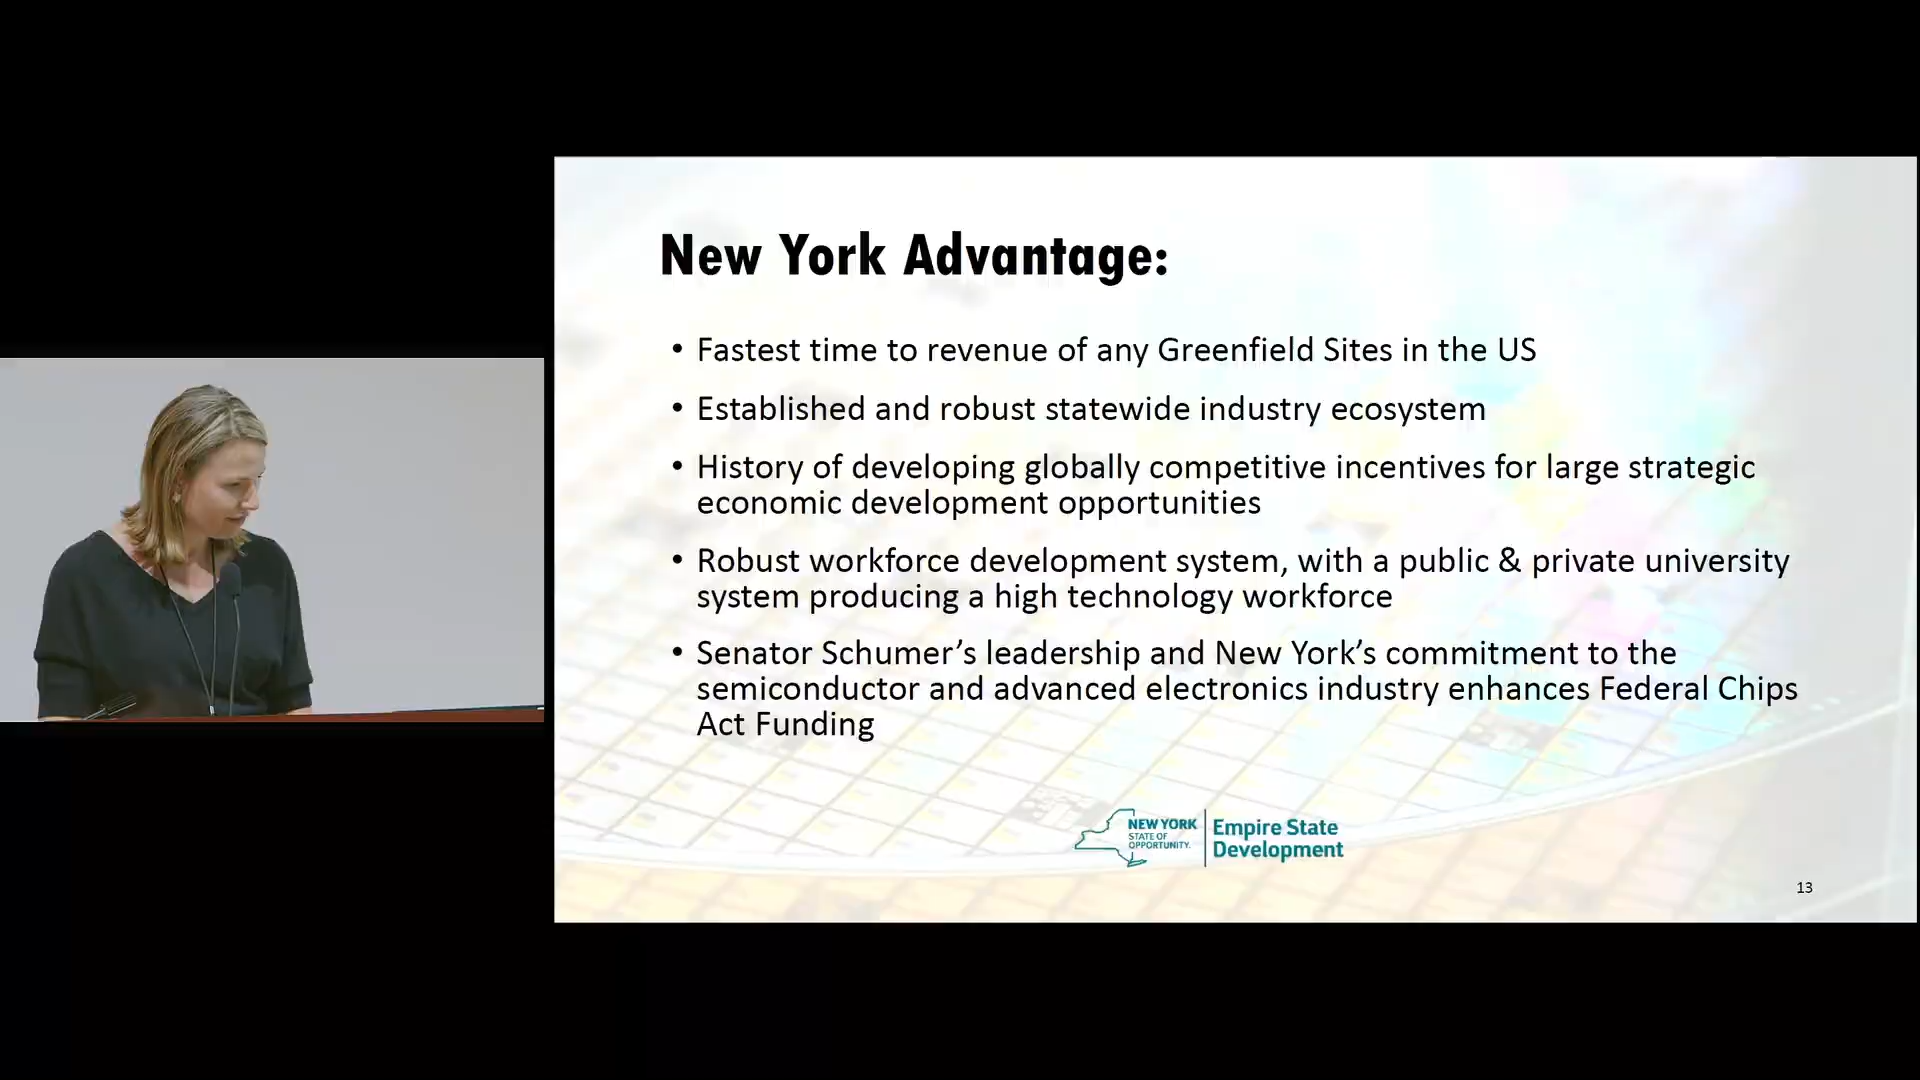 New York Advantage:
• Fastest time to revenue of any Greenfield Sites in the US
• Established and robust statewide industry ecosystem
• History of developing globally competitive incentives for large strategic
economic development opportunities
• Robust workforce development system, with a public & private university
system producing a high technology workforce
• Senator Schumer’s leadership and New York’s commitment to the
semiconductor and advanced electronics industry enhances Federal Chips
Act Funding
NEW YORK
STATE OF
OPPORTUNITY.
Empire State
Development
13